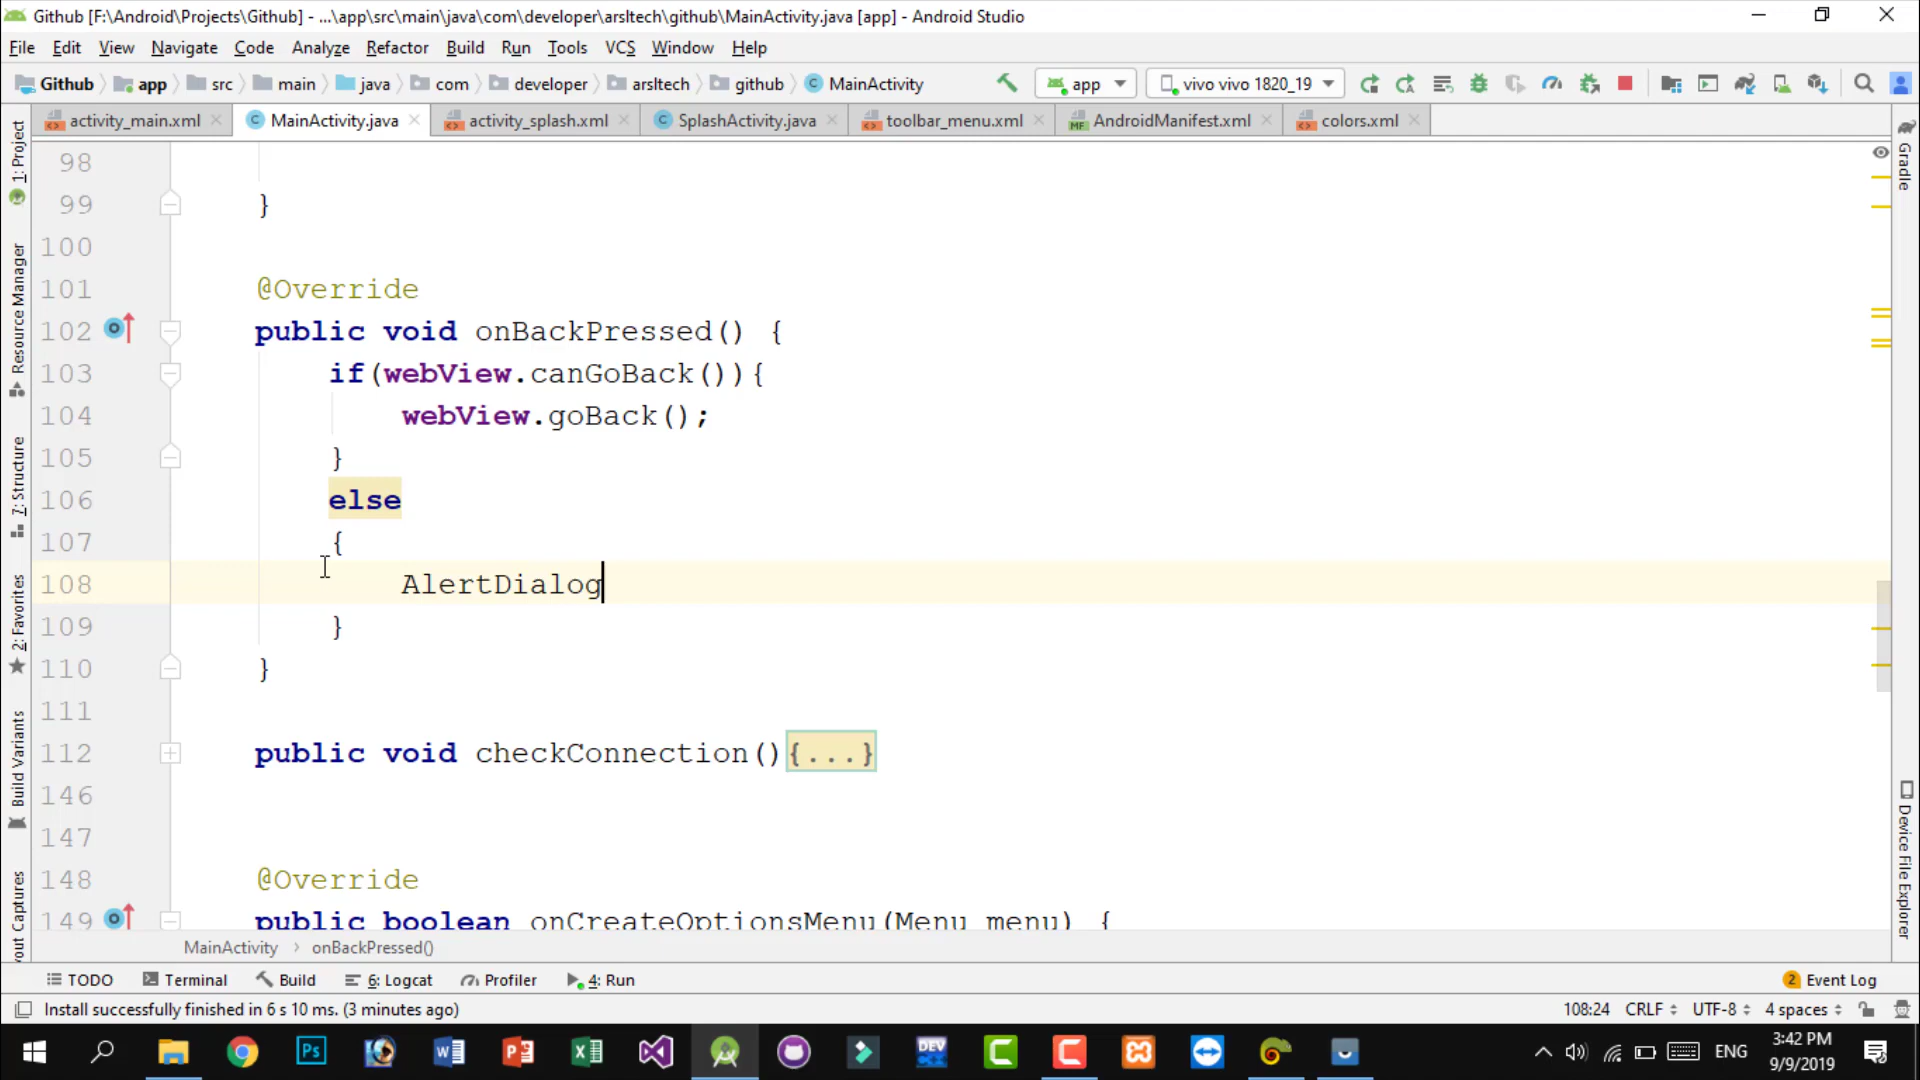 Github [F:\Android\Projects\Github] - ...\app\src\main\java\com\developer\arsltech\github\MainActivity.java [app] - Android Studio
File Edit View Navigate Code Analyze Refactor Build Run Tools VCS Window Help
Github app src main java com developer arsltech github MainActivity app vivo vivo 1820_19
activity_main.xml MainActivity.java activity_splash.xml SplashActivity.java toolbar_menu.xml AndroidManifest.xml colors.xml
98
99 }
100
101 @Override
102 public void onBackPressed() {
103 if(webView.canGoBack()){
104 webView.goBack();
105 }
106 else
107 {
108 AlertDialog
109 }
110 }
111
112 public void checkConnection(){...}
146
147
148 @Override
149 public boolean onCreateOptionsMenu(Menu menu) {
MainActivity > onBackPressed()
1: Project
Resource Manager
7: Structure
2: Favorites
Build Variants
out Captures
Gradle
Device File Explorer
TODO Terminal Build 6: Logcat Profiler 4: Run 2 Event Log
Install successfully finished in 6 s 10 ms. (3 minutes ago) 108:24 CRLF UTF-8 4 spaces
Ps DEV ENG 3:42 PM
9/9/2019